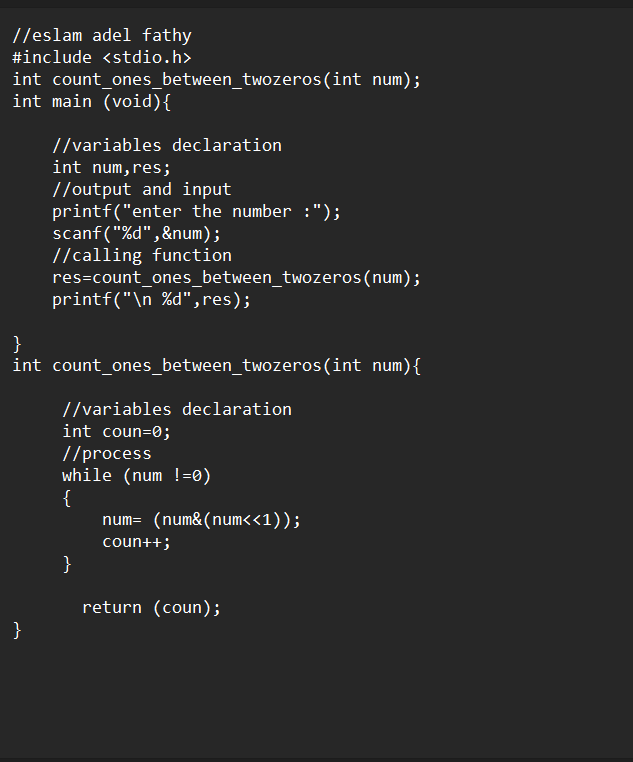 //eslam adel fathy
#include <stdio.h>
int count_ones_between_twozeros(int num);
int main (void){
//variables declaration
int num,res;
//output and input
printf("enter the number :");
scanf("%d",&num);
//calling function
res=count_ones_between_twozeros(num);
printf("\n %d",res);
}
int count_ones_between_twozeros(int num){
//variables declaration
int coun=0;
//process
while (num !=0)
{
num= (num&(num<<1));
coun++;
}
return (coun);
}